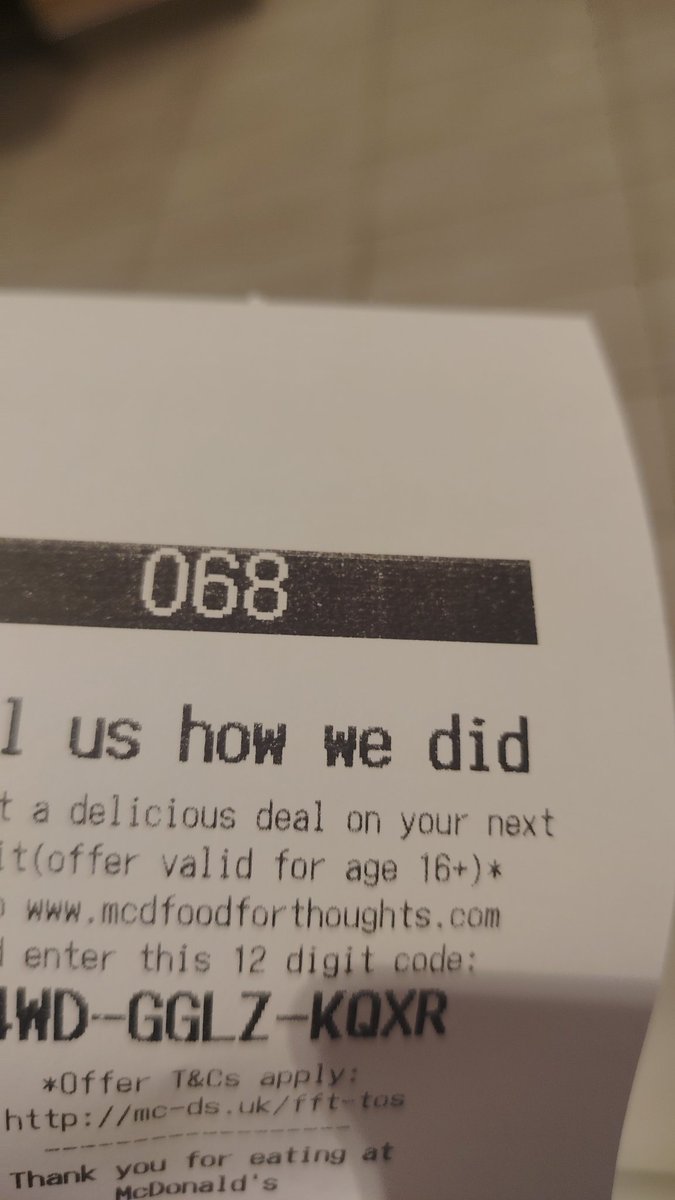 068
us how we did
a delicious deal on your next
(offer valid for age 16+)*
www.mcdfoodforthoughts.com
enter this 12 digit code:
4WD-GGLZ-KQXR
*Offer T&Cs apply:
http://mc-ds.uk/fft-tos
--------------------
Thank you for eating at
McDonald's